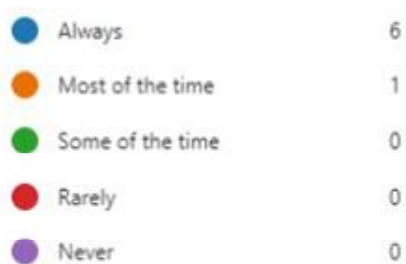 Always 6
Most of the time 1
Some of the time 0
Rarely 0
Never 0